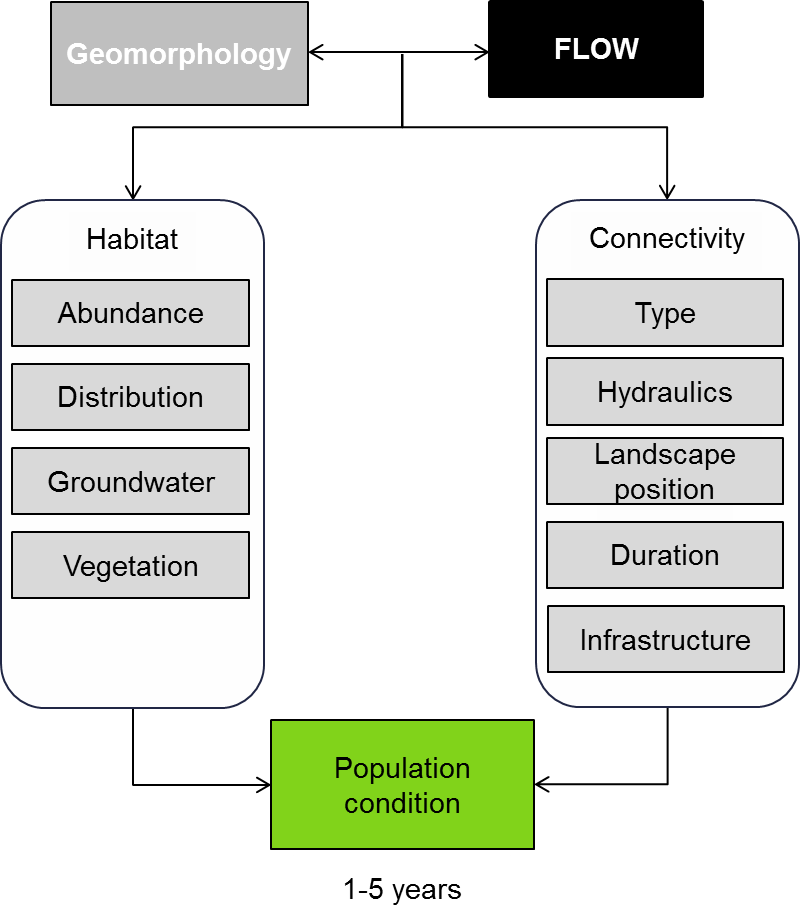 Geomorphology
FLOW
Habitat
Abundance
Distribution
Groundwater
Vegetation
Connectivity
Type
Hydraulics
Landscape
position
Duration
Infrastructure
Population
condition
1-5 years